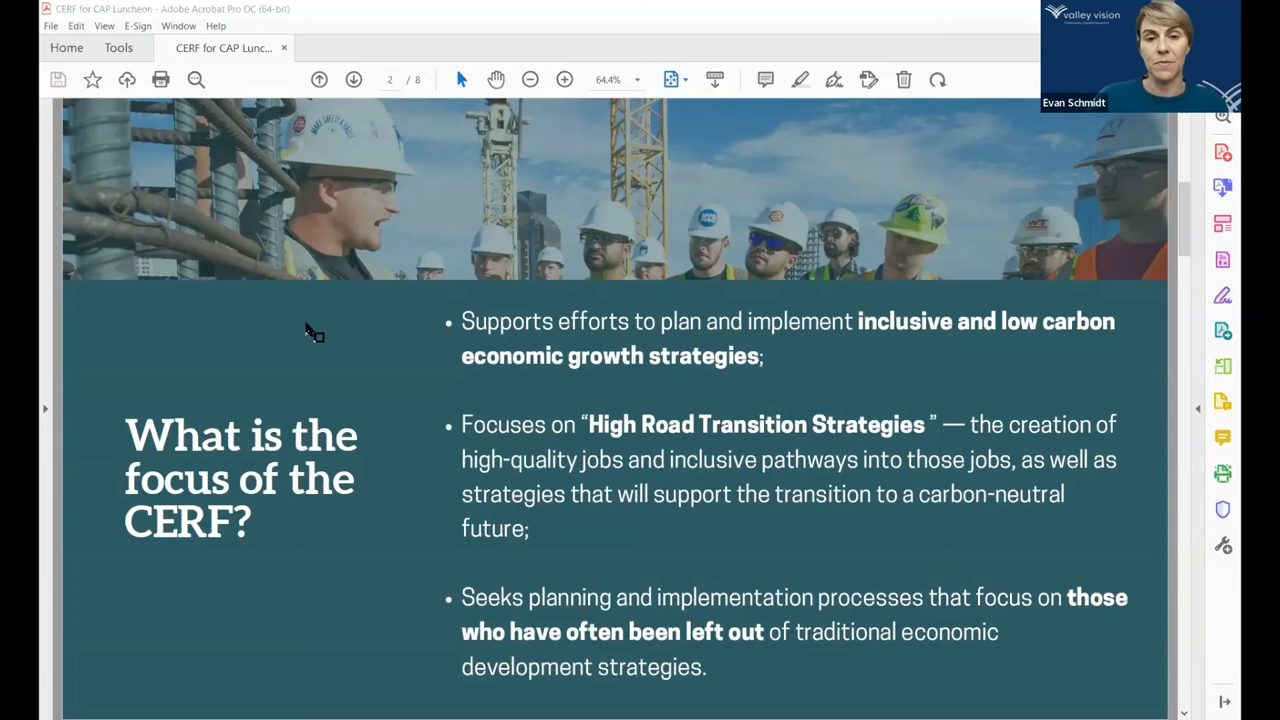 CERF for CAP Luncheon - Adobe Acrobat Pro DC (64-bit)
File Edit View E-Sign Window Help
Home Tools CERF for CAP Lunc... ×
2 / 8 64.4%
valley vision
Evan Schmidt
MAKE SAFETY A HABIT
WT
What is the
focus of the
CERF?
• Supports efforts to plan and implement inclusive and low carbon
economic growth strategies;
• Focuses on “High Road Transition Strategies ” — the creation of
high-quality jobs and inclusive pathways into those jobs, as well as
strategies that will support the transition to a carbon-neutral
future;
• Seeks planning and implementation processes that focus on those
who have often been left out of traditional economic
development strategies.